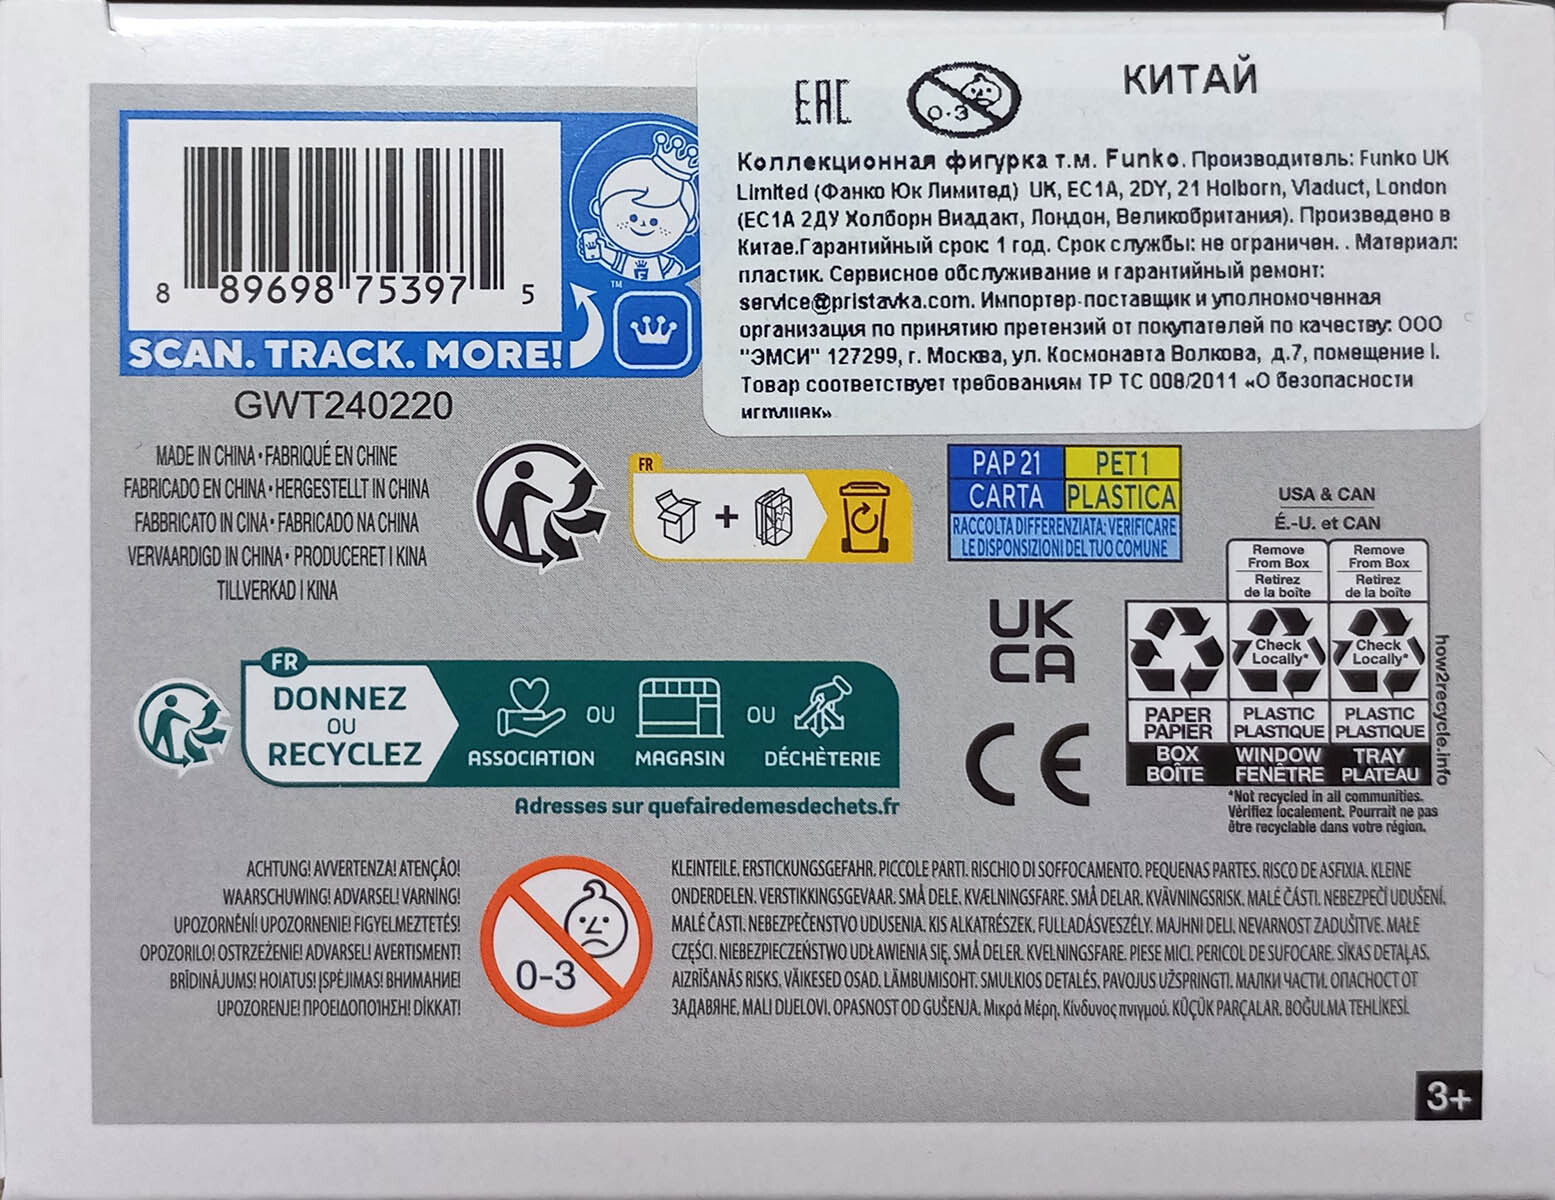 ЕАС
0-3
КИТАЙ
Коллекционная фигурка т.м. Funko. Производитель: Funko UK
Limited (Фанко Юк Лимитед) UK, EC1A, 2DY, 21 Holborn, Viaduct, London
(EC1A 2ДУ Холборн Виадакт, Лондон, Великобритания). Произведено в
Китае.Гарантийный срок: 1 год. Срок службы: не ограничен. . Материал:
пластик. Сервисное обслуживание и гарантийный ремонт:
service@pristavka.com. Импортер-поставщик и уполномоченная
организация по принятию претензий от покупателей по качеству: ООО
"ЭМСИ" 127299, г. Москва, ул. Космонавта Волкова, д.7, помещение I.
Товар соответствует требованиям ТР ТС 008/2011 «О безопасности
игрушек»
8 89698 75397 5
TM
SCAN. TRACK. MORE!
GWT240220
MADE IN CHINA • FABRIQUÉ EN CHINE
FABRICADO EN CHINA • HERGESTELLT IN CHINA
FABBRICATO IN CINA • FABRICADO NA CHINA
VERVAARDIGD IN CHINA • PRODUCERET I KINA
TILLVERKAD I KINA
FR
+
PAP 21 PET 1
CARTA PLASTICA
RACCOLTA DIFFERENZIATA: VERIFICARE
LE DISPONSIZIONI DEL TUO COMUNE
USA & CAN
É.-U. et CAN
Remove From Box
Retirez de la boîte
Remove From Box
Retirez de la boîte
Check Locally*
Check Locally*
PAPER PAPIER
PLASTIC PLASTIQUE
PLASTIC PLASTIQUE
BOX BOÎTE
WINDOW FENÊTRE
TRAY PLATEAU
how2recycle.info
*Not recycled in all communities.
Vérifiez localement. Pourrait ne pas
être recyclable dans votre région.
UK
CA
CE
FR
DONNEZ
OU
RECYCLEZ
ASSOCIATION OU MAGASIN OU DÉCHÈTERIE
Adresses sur quefairedemesdechets.fr
ACHTUNG! AVVERTENZA! ATENÇÃO!
WAARSCHUWING! ADVARSEL! VARNING!
UPOZORNĚNÍ! UPOZORNENIE! FIGYELMEZTETÉS!
OPOZORILO! OSTRZEŻENIE! ADVARSEL! AVERTISMENT!
BRĪDINĀJUMS! HOIATUS! ĮSPĖJIMAS! ВНИМАНИЕ!
UPOZORENJE! ΠΡΟΕΙΔΟΠΟΙΗΣΗ! DİKKAT!
0-3
KLEINTEILE. ERSTICKUNGSGEFAHR. PICCOLE PARTI. RISCHIO DI SOFFOCAMENTO. PEQUENAS PARTES. RISCO DE ASFIXIA. KLEINE
ONDERDELEN. VERSTIKKINGSGEVAAR. SMÅ DELE. KVÆLNINGSFARE. SMÅ DELAR. KVÄVNINGSRISK. MALÉ ČÁSTI. NEBEZPEČÍ UDUŠENÍ.
MALÉ ČASTI. NEBEZPEČENSTVO UDUSENIA. KIS ALKATRÉSZEK. FULLADÁSVESZÉLY. MAJHNI DELI. NEVARNOST ZADUŠITVE. MAŁE
CZĘŚCI. NIEBEZPIECZEŃSTWO UDŁAWIENIA SIĘ. SMÅ DELER. KVELNINGSFARE. PIESE MICI. PERICOL DE SUFOCARE. SĪKAS DETAĻAS.
AIZRĪŠANĀS RISKS. VÄIKESED OSAD. LÄMBUMISOHT. SMULKIOS DETALĖS. PAVOJUS UŽSPRINGTI. МАЛКИ ЧАСТИ. ОПАСНОСТ ОТ
ЗАДАВЯНЕ. MALI DIJELOVI. OPASNOST OD GUŠENJA. Μικρά Μέρη. Κίνδυνος πνιγμού. KÜÇÜK PARÇALAR. BOĞULMA TEHLİKESİ.
3+